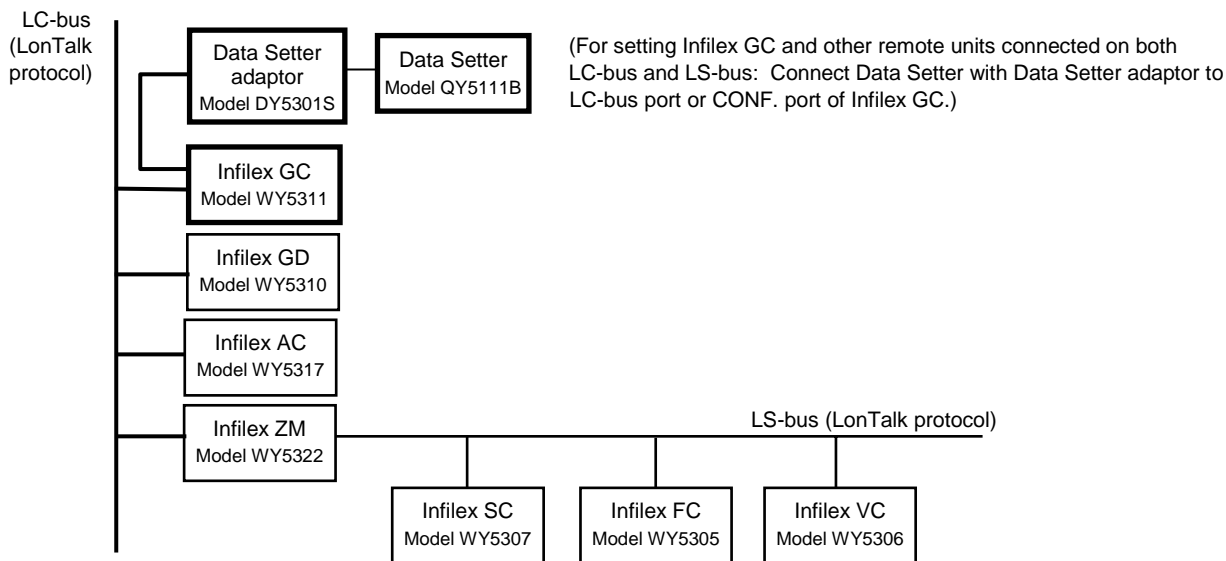 LC-bus
(LonTalk
protocol)
Data Setter
adaptor
Model DY5301S
Data Setter
Model QY5111B
(For setting Infilex GC and other remote units connected on both
LC-bus and LS-bus:  Connect Data Setter with Data Setter adaptor to
LC-bus port or CONF. port of Infilex GC.)
Infilex GC
Model WY5311
Infilex GD
Model WY5310
Infilex AC
Model WY5317
Infilex ZM
Model WY5322
LS-bus (LonTalk protocol)
Infilex SC
Model WY5307
Infilex FC
Model WY5305
Infilex VC
Model WY5306